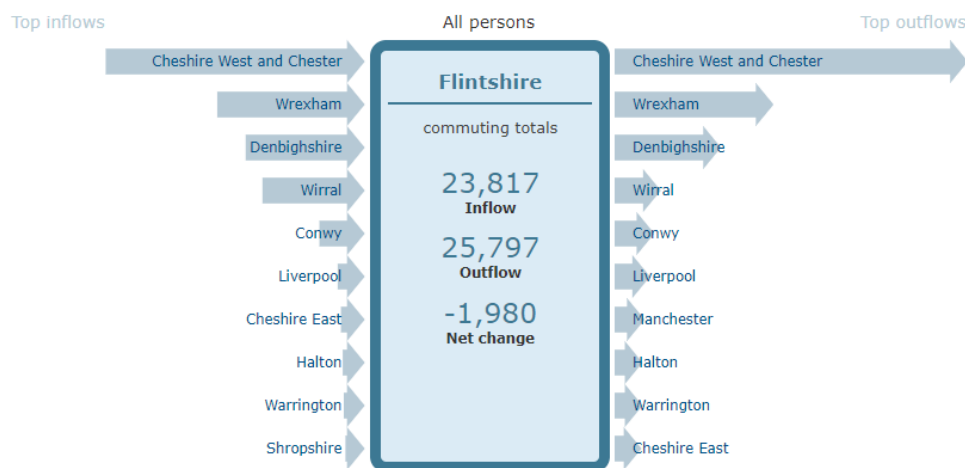 Top inflows
All persons
Top outflows
Cheshire West and Chester
Wrexham
Denbighshire
Wirral
Conwy
Liverpool
Cheshire East
Halton
Warrington
Shropshire
Flintshire
commuting totals
23,817
Inflow
25,797
Outflow
-1,980
Net change
Cheshire West and Chester
Wrexham
Denbighshire
Wirral
Conwy
Liverpool
Manchester
Halton
Warrington
Cheshire East